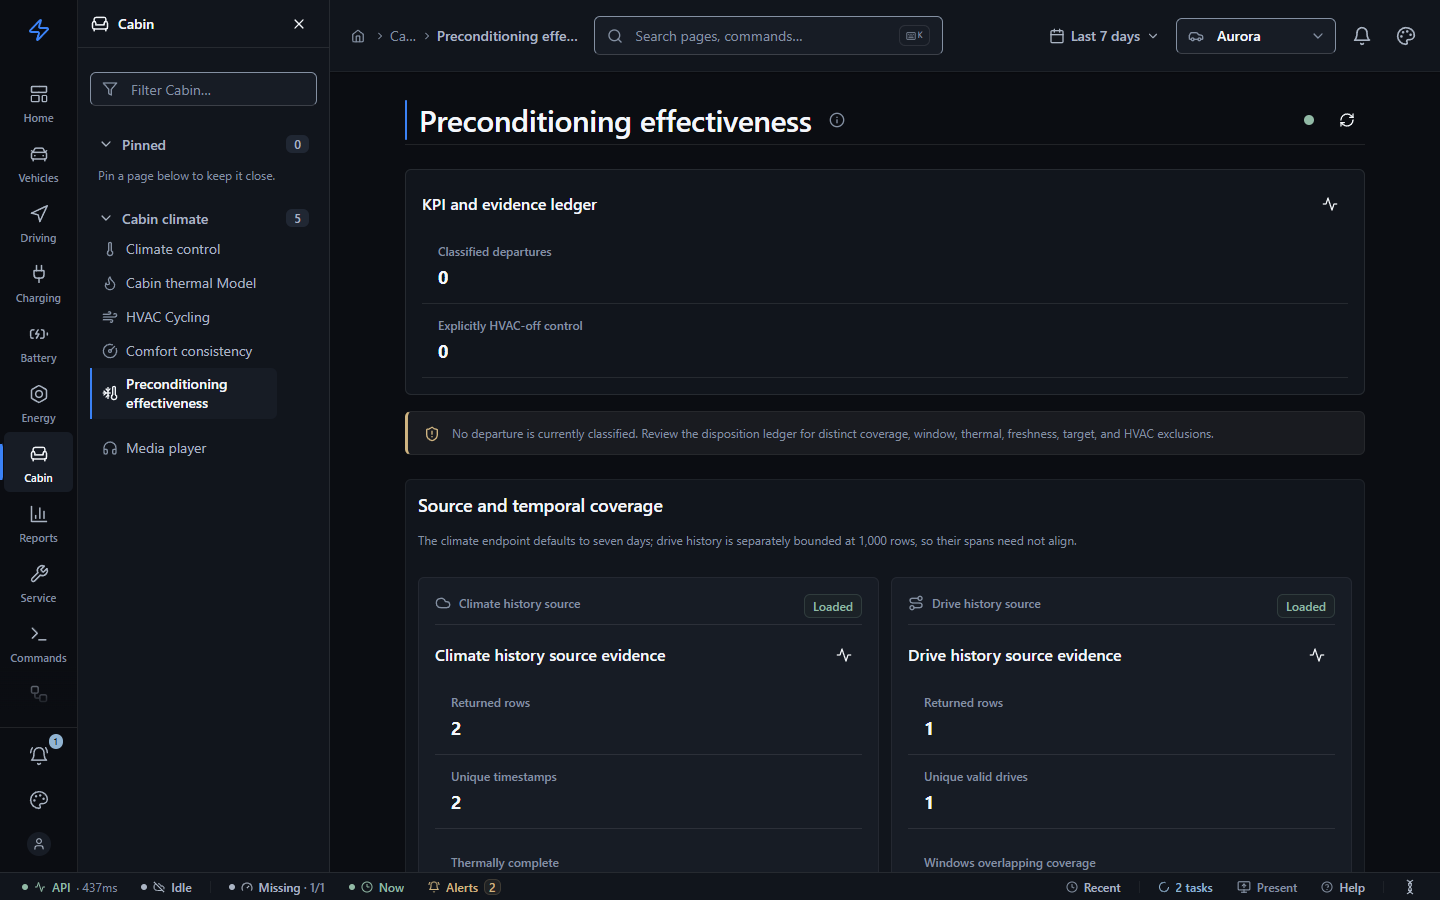 Cabin
Ca...
Preconditioning effe...
Search pages, commands...
K
Last 7 days
Aurora
Home
Vehicles
Driving
Charging
Battery
Energy
Cabin
Reports
Service
Commands
1
Filter Cabin...
Pinned
0
Pin a page below to keep it close.
Cabin climate
5
Climate control
Cabin thermal Model
HVAC Cycling
Comfort consistency
Preconditioning
effectiveness
Media player
Preconditioning effectiveness
KPI and evidence ledger
Classified departures
0
Explicitly HVAC-off control
0
No departure is currently classified. Review the disposition ledger for distinct coverage, window, thermal, freshness, target, and HVAC exclusions.
Source and temporal coverage
The climate endpoint defaults to seven days; drive history is separately bounded at 1,000 rows, so their spans need not align.
Climate history source
Loaded
Climate history source evidence
Returned rows
2
Unique timestamps
2
Thermally complete
Drive history source
Loaded
Drive history source evidence
Returned rows
1
Unique valid drives
1
Windows overlapping coverage
API · 437ms
Idle
Missing · 1/1
Now
Alerts 2
Recent
2 tasks
Present
Help